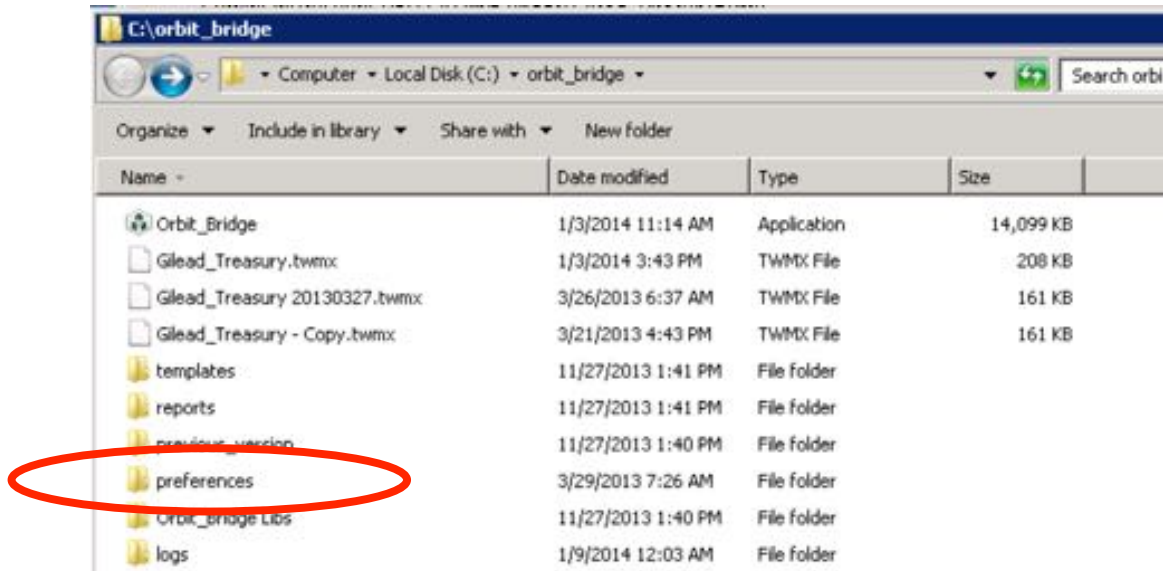 C:\orbit_bridge
Computer Local Disk (C:) orbit_bridge Search orbi
Organize Include in library Share with New folder
Name Date modified Type Size
Orbit_Bridge 1/3/2014 11:14 AM Application 14,099 KB
Gilead_Treasury.twmx 1/3/2014 3:43 PM TWMX File 208 KB
Gilead_Treasury 20130327.twmx 3/26/2013 6:37 AM TWMX File 161 KB
Gilead_Treasury - Copy.twmx 3/21/2013 4:43 PM TWMX File 161 KB
templates 11/27/2013 1:41 PM File folder
reports 11/27/2013 1:41 PM File folder
previous_version 11/27/2013 1:40 PM File folder
preferences 3/29/2013 7:26 AM File folder
Orbit_Bridge Libs 11/27/2013 1:40 PM File folder
logs 1/9/2014 12:03 AM File folder